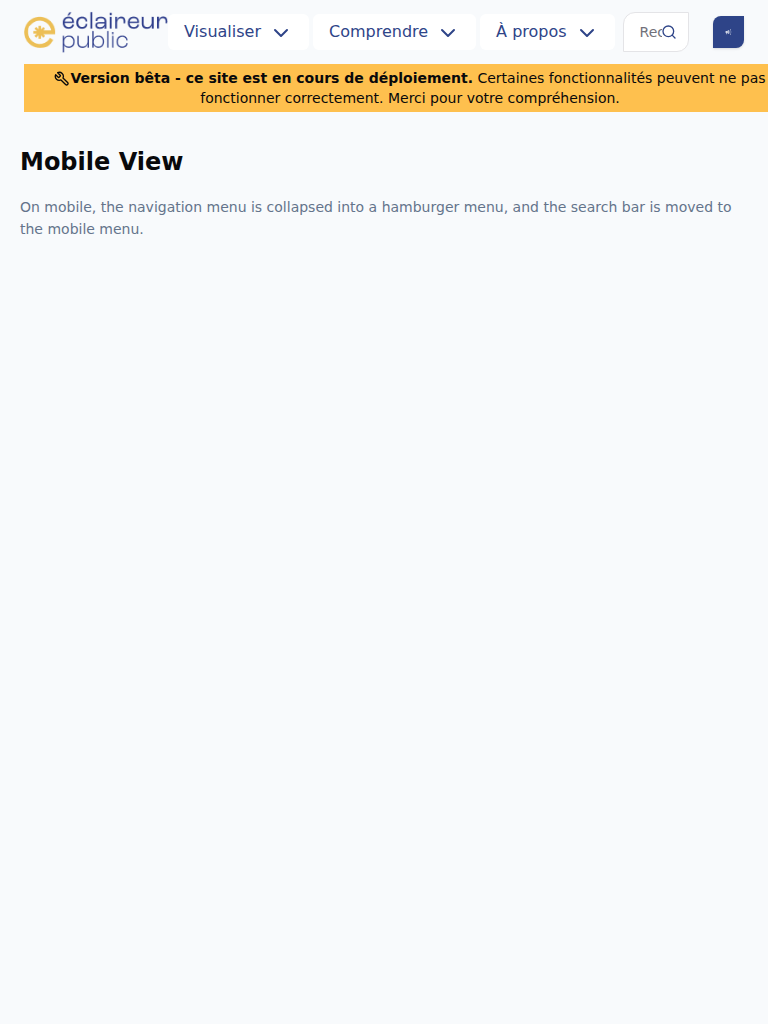 éclaireur
public
Visualiser
Comprendre
À propos
Rec
Version bêta - ce site est en cours de déploiement. Certaines fonctionnalités peuvent ne pas
fonctionner correctement. Merci pour votre compréhension.
Mobile View
On mobile, the navigation menu is collapsed into a hamburger menu, and the search bar is moved to
the mobile menu.